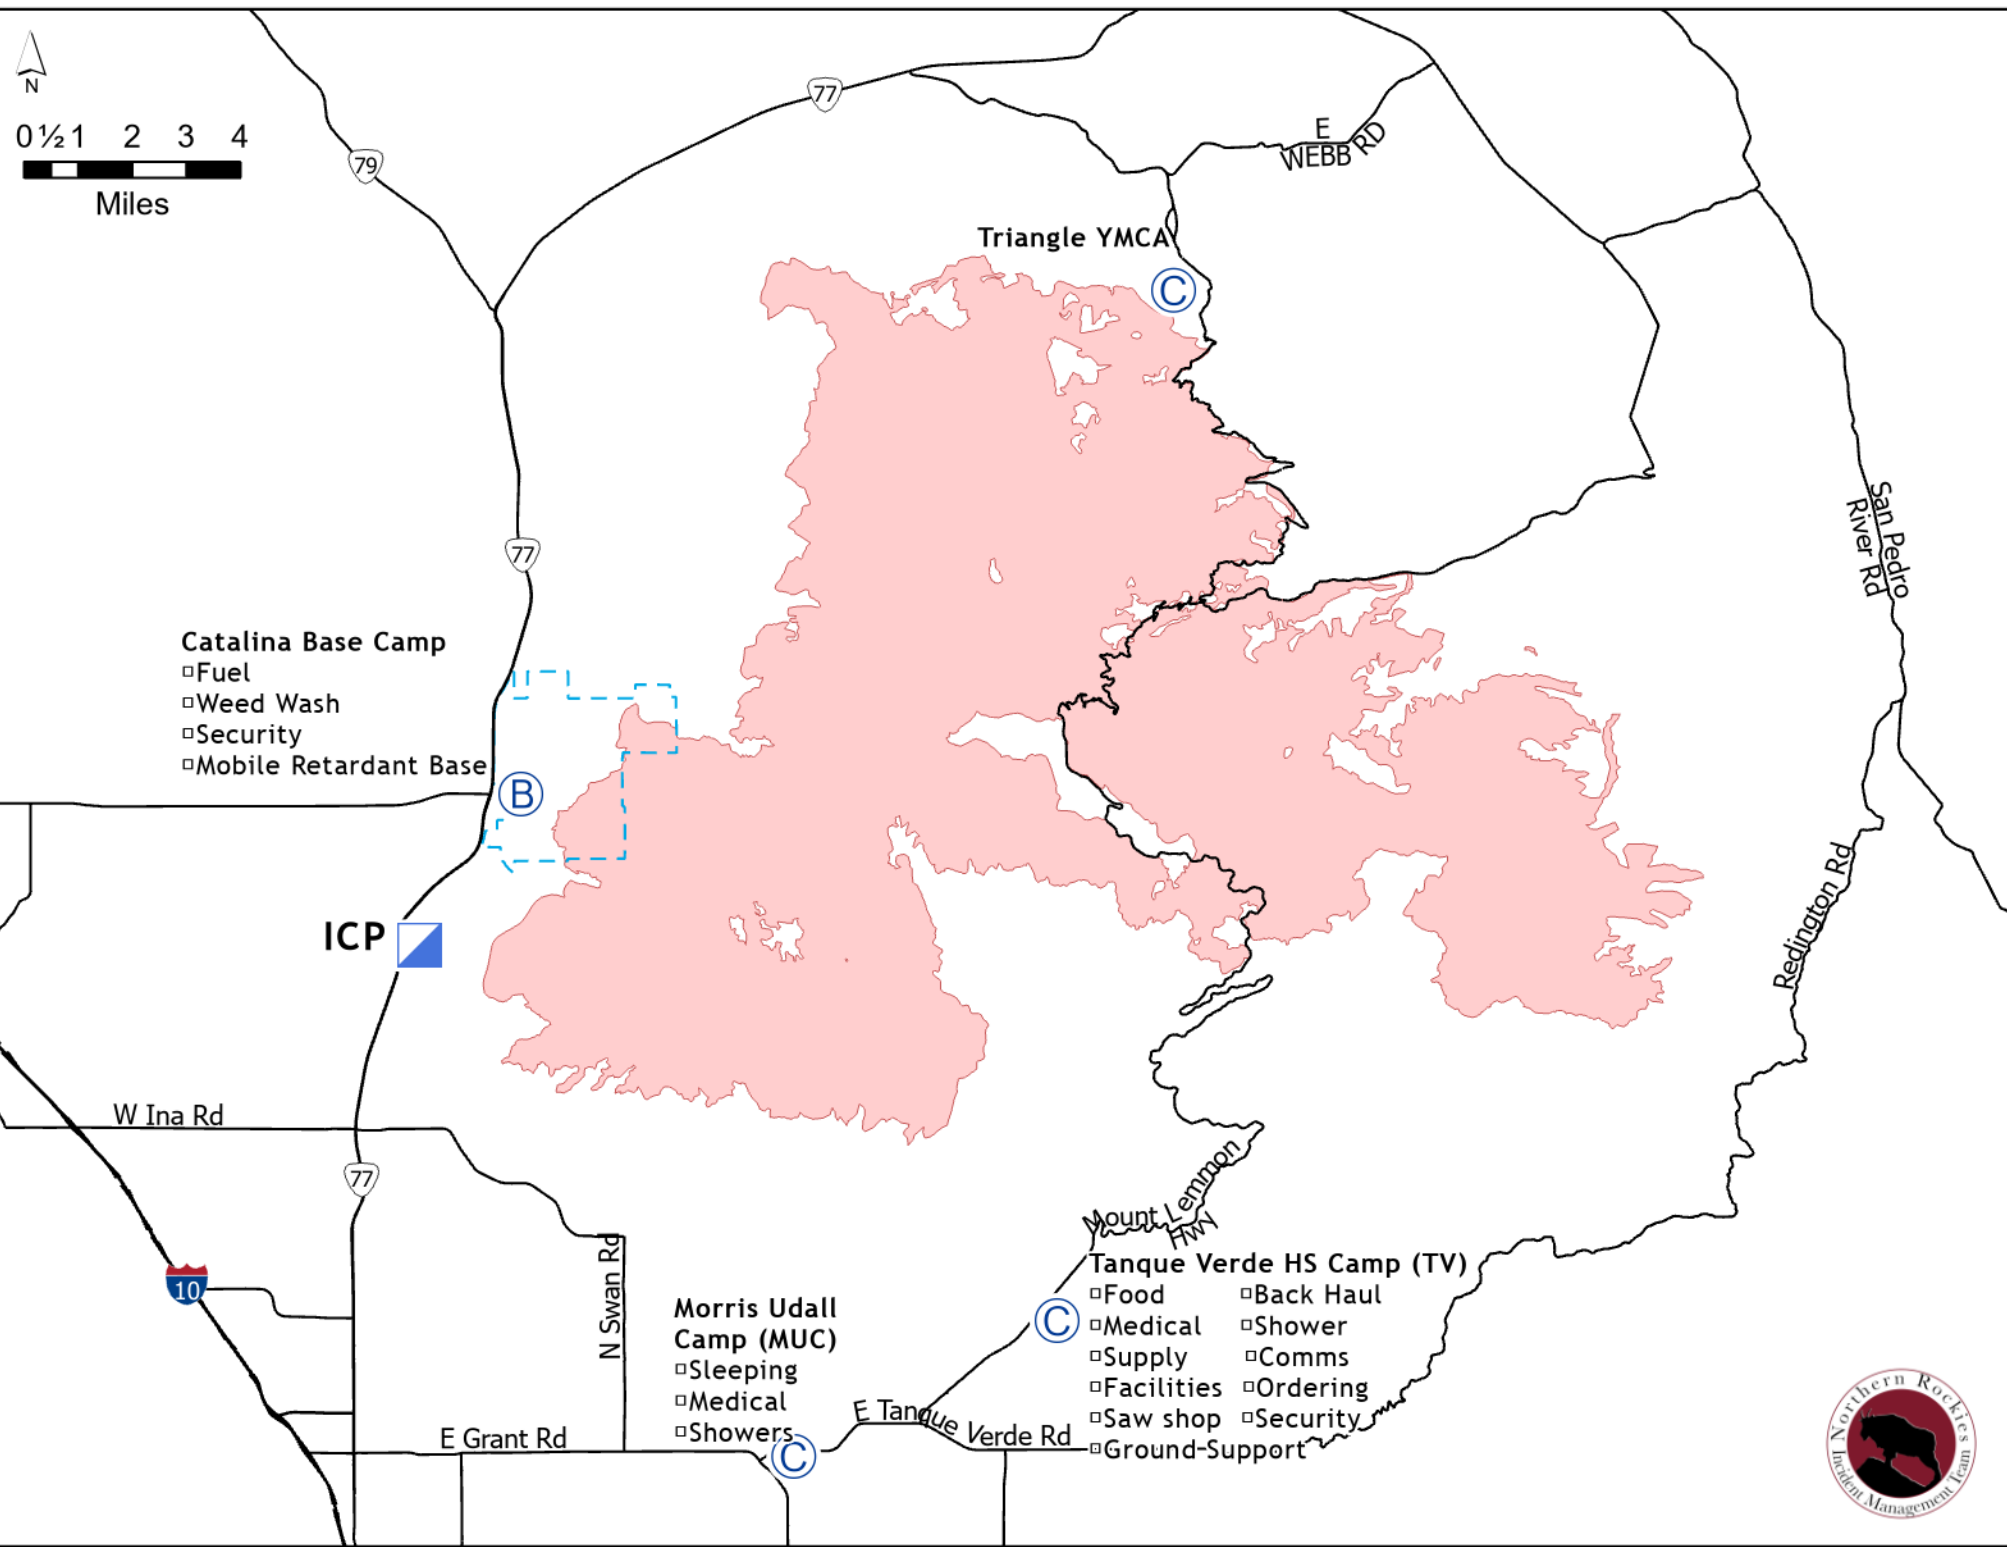 N
0 ½ 1 2 3 4
Miles
79
77
E
WEBB RD
Triangle YMCA
C
77
San Pedro
River Rd
Catalina Base Camp
▫Fuel
▫Weed Wash
▫Security
▫Mobile Retardant Base
B
ICP
Redington Rd
W Ina Rd
77
Mount Lemmon
Hwy
10
N Swan Rd
Tanque Verde HS Camp (TV)
▫Food ▫Back Haul
▫Medical ▫Shower
▫Supply ▫Comms
▫Facilities ▫Ordering
▫Saw shop ▫Security
▫Ground-Support
C
Morris Udall
Camp (MUC)
▫Sleeping
▫Medical
▫Showers
C
E Grant Rd
E Tanque Verde Rd
Northern Rockies
Incident Management Team